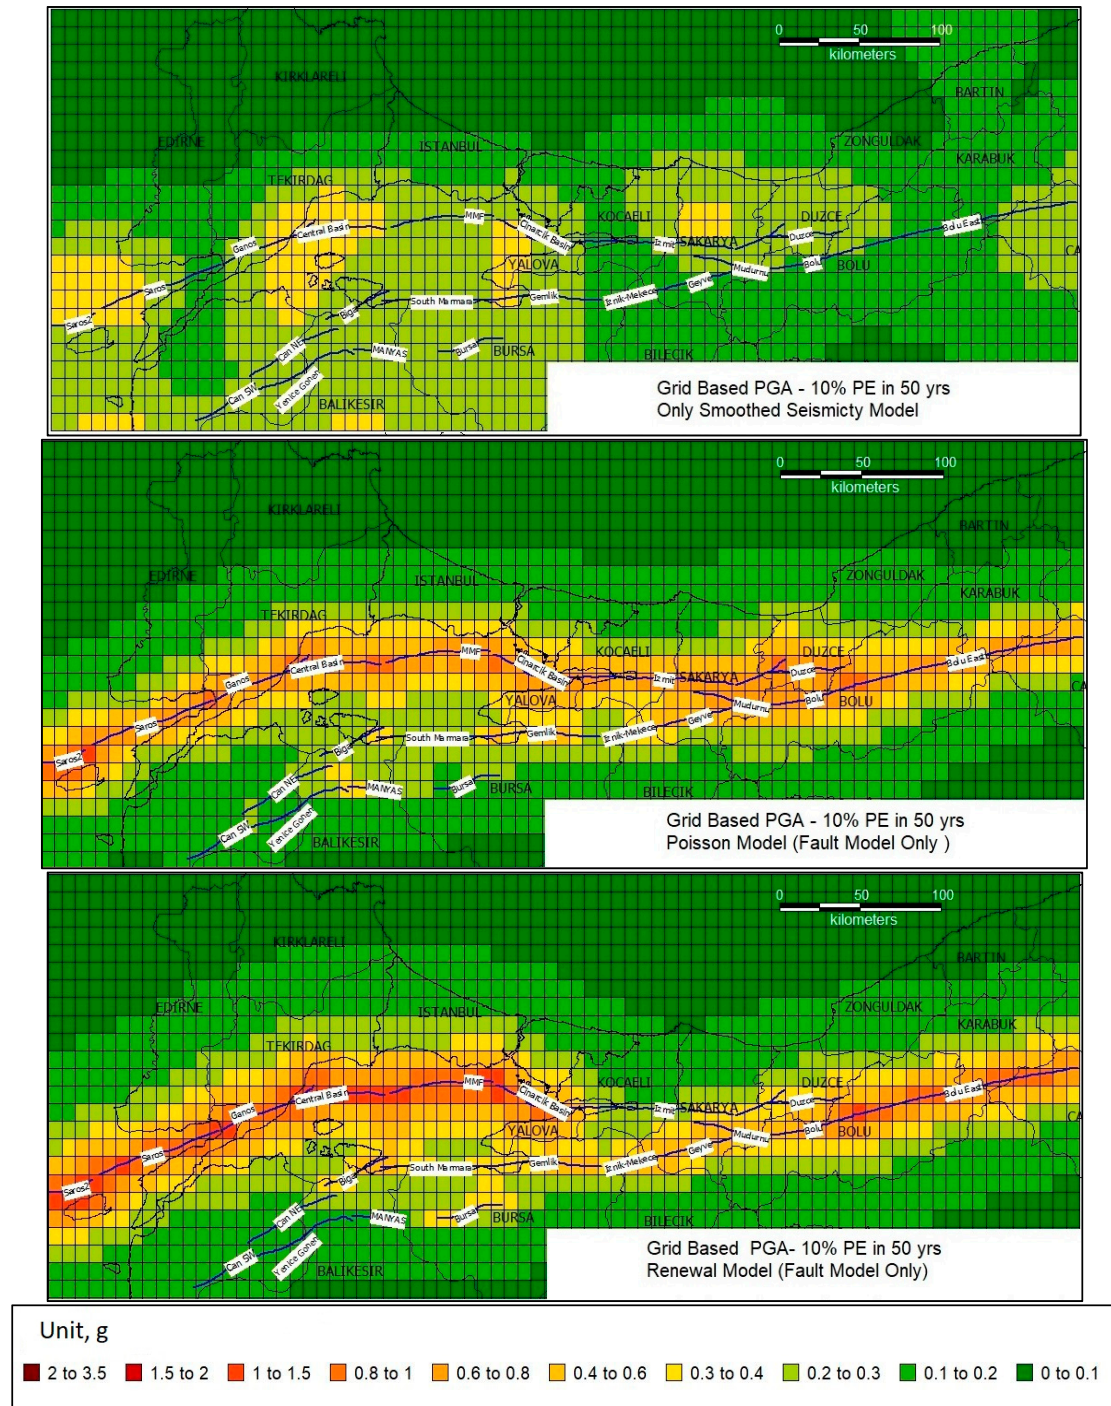 0 50 100
kilometers
KIRKLARELI
BARTIN
EDIRNE
ISTANBUL
ZONGULDAK
KARABUK
TEKIRDAG
KOCAELI
DUZCE
MMF
Cinarcik Basin
Bolu East
Central Basin
Ganos
Izmit
SAKARYA
Duzce
CA
YALOVA
Mudurnu
Bolu
BOLU
Saros
Geyve
South Marmara
Gemlik
Iznik-Mekece
Biga
Saros2
Can NE
MANYAS
Bursa
BURSA
BILECIK
Can SW
Yenice Gonen
BALIKESIR
Grid Based PGA - 10% PE in 50 yrs
Only Smoothed Seismicty Model
0 50 100
kilometers
KIRKLARELI
BARTIN
EDIRNE
ISTANBUL
ZONGULDAK
KARABUK
TEKIRDAG
KOCAELI
DUZCE
MMF
Cinarcik Basin
Bolu East
Central Basin
Ganos
Izmit
SAKARYA
Duzce
CA
YALOVA
Mudurnu
Bolu
BOLU
Saros
Geyve
South Marmara
Gemlik
Iznik-Mekece
Biga
Saros2
Can NE
MANYAS
Bursa
BURSA
BILECIK
Can SW
Yenice Gonen
BALIKESIR
Grid Based PGA - 10% PE in 50 yrs
Poisson Model (Fault Model Only )
0 50 100
kilometers
KIRKLARELI
BARTIN
EDIRNE
ISTANBUL
ZONGULDAK
KARABUK
TEKIRDAG
KOCAELI
DUZCE
MMF
Cinarcik Basin
Bolu East
Central Basin
Ganos
Izmit
SAKARYA
Duzce
CA
YALOVA
Mudurnu
Bolu
BOLU
Saros
Geyve
South Marmara
Gemlik
Iznik-Mekece
Biga
Saros2
Can NE
MANYAS
Bursa
BURSA
BILECIK
Can SW
Yenice Gonen
BALIKESIR
Grid Based PGA- 10% PE in 50 yrs
Renewal Model (Fault Model Only)
Unit, g
2 to 3.5 1.5 to 2 1 to 1.5 0.8 to 1 0.6 to 0.8 0.4 to 0.6 0.3 to 0.4 0.2 to 0.3 0.1 to 0.2 0 to 0.1